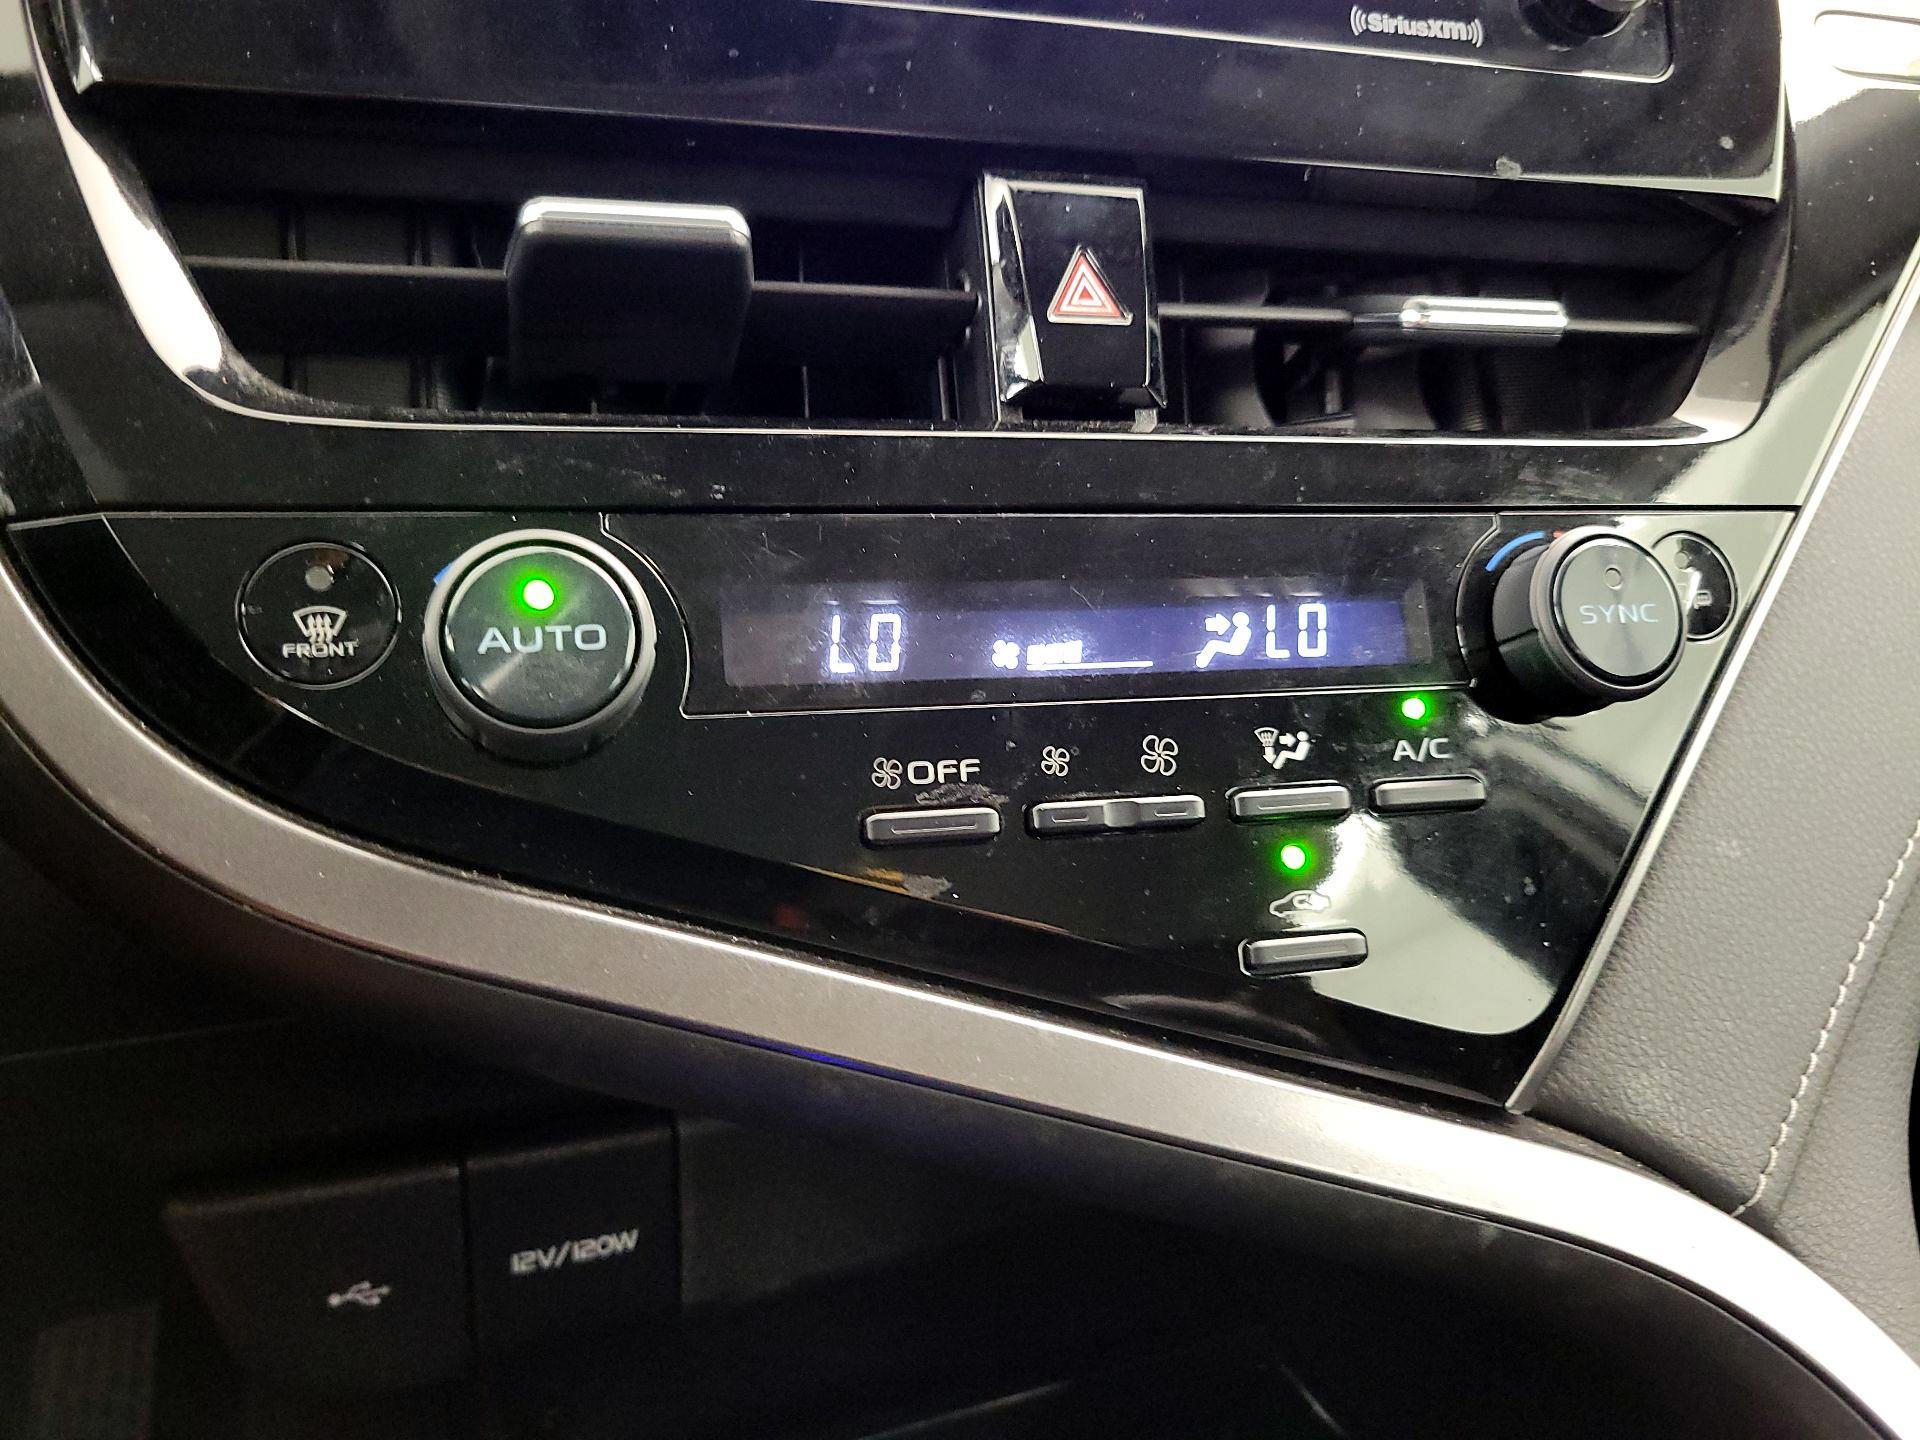 ((SiriusXm))
FRONT
AUTO
LO
LO
SYNC
OFF
A/C
12V/120W